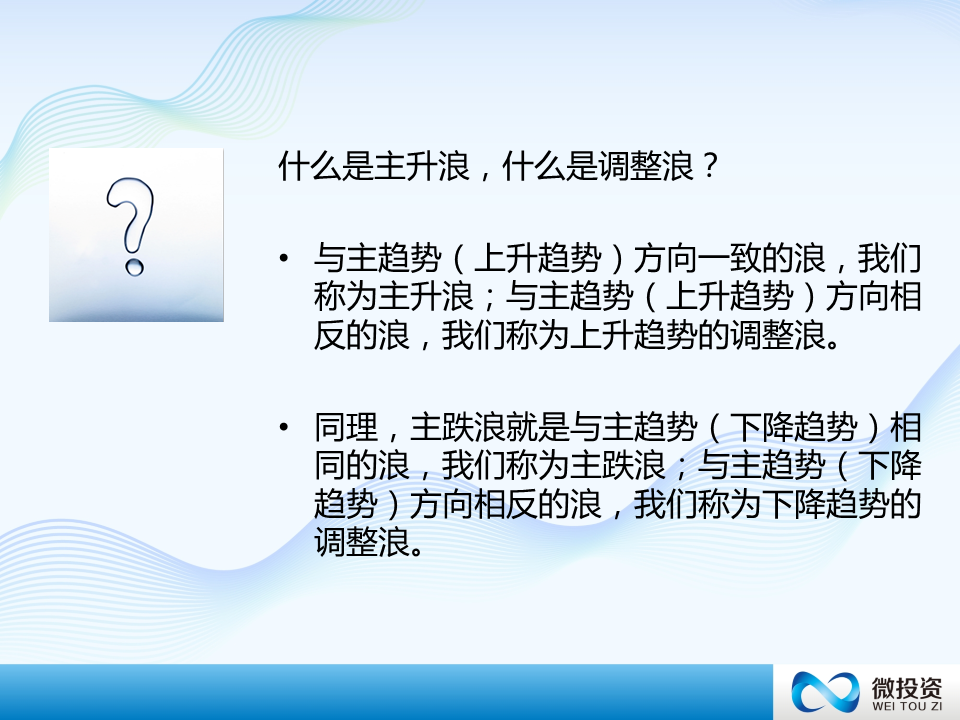 什么是主升浪，什么是调整浪？
• 与主趋势（上升趋势）方向一致的浪，我们
称为主升浪；与主趋势（上升趋势）方向相
反的浪，我们称为上升趋势的调整浪。
• 同理，主跌浪就是与主趋势（下降趋势）相
同的浪，我们称为主跌浪；与主趋势（下降
趋势）方向相反的浪，我们称为下降趋势的
调整浪。
微投资
WEI TOU ZI